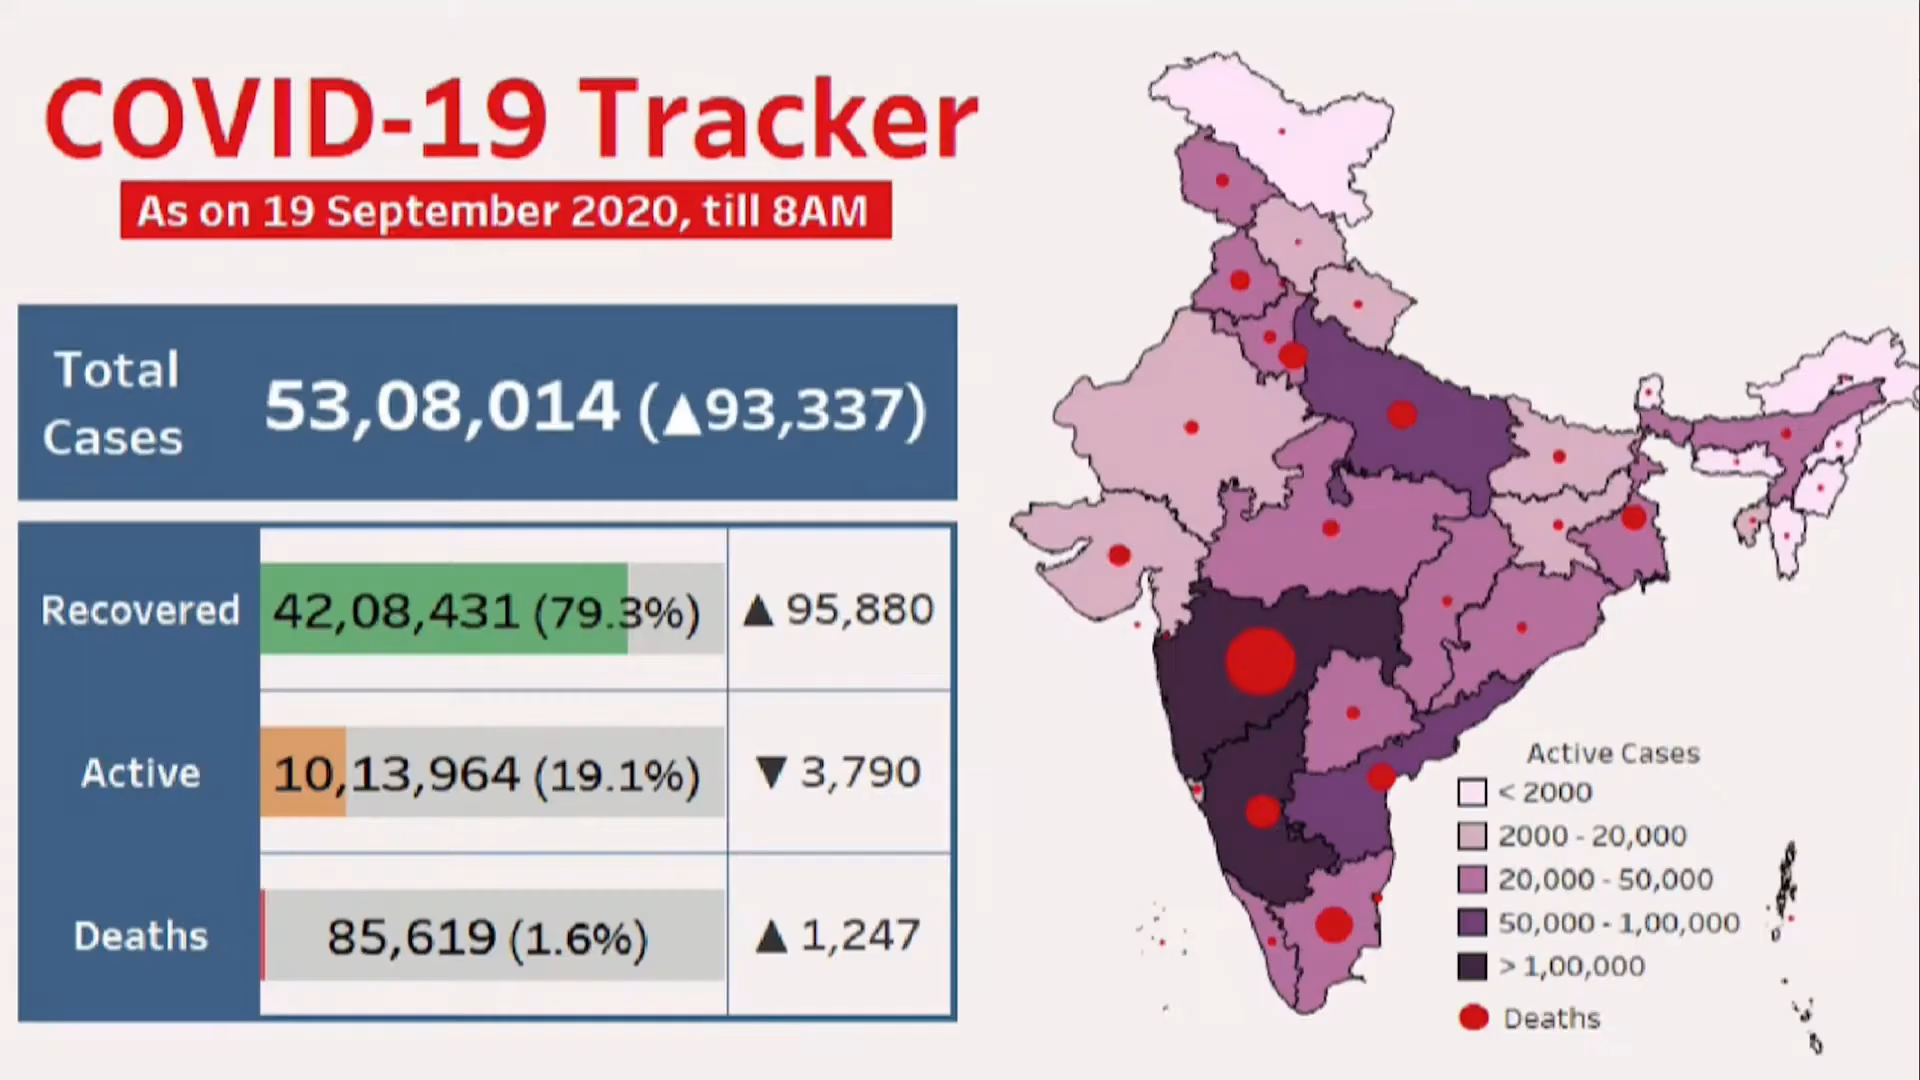 COVID-19 Tracker
As on 19 September 2020, till 8AM
Total
Cases
53,08,014 (▲93,337)
Recovered
42,08,431 (79.3%)
▲ 95,880
Active
10,13,964 (19.1%)
▼ 3,790
Deaths
85,619 (1.6%)
▲ 1,247
Active Cases
< 2000
2000 - 20,000
20,000 - 50,000
50,000 - 1,00,000
> 1,00,000
Deaths